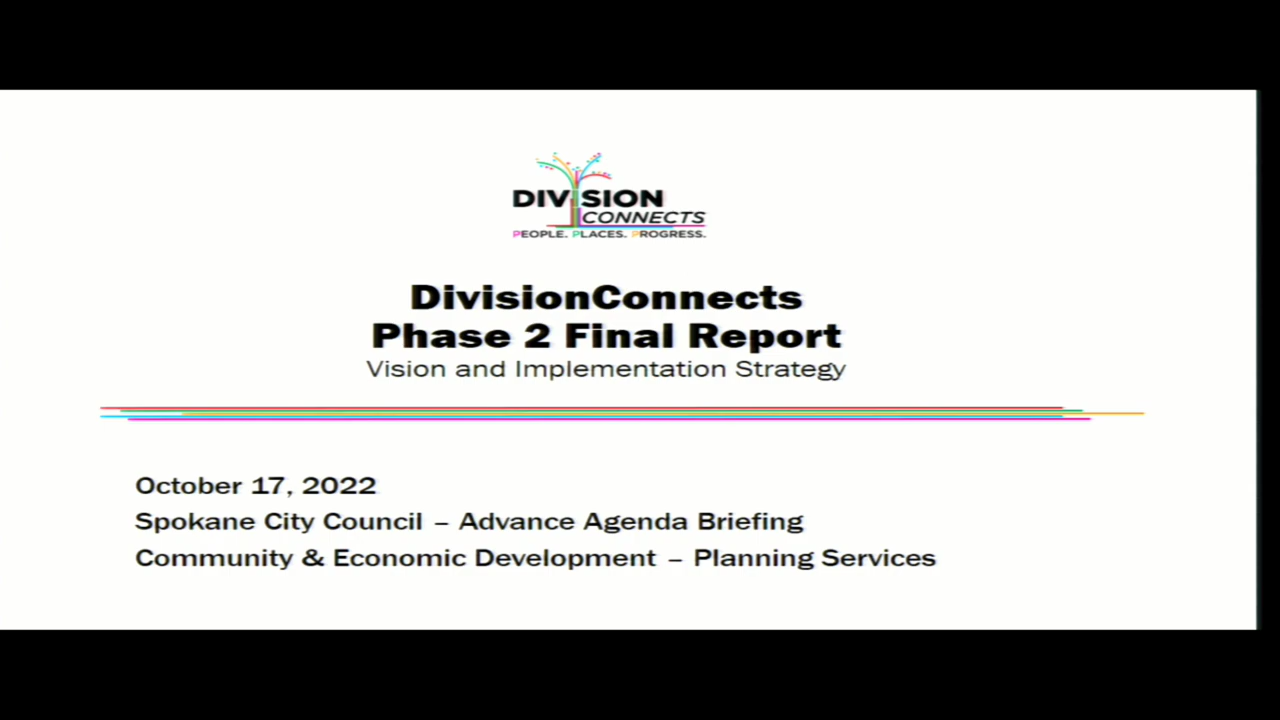 DIVISION
CONNECTS
PEOPLE. PLACES. PROGRESS.
DivisionConnects
Phase 2 Final Report
Vision and Implementation Strategy
October 17, 2022
Spokane City Council – Advance Agenda Briefing
Community & Economic Development – Planning Services